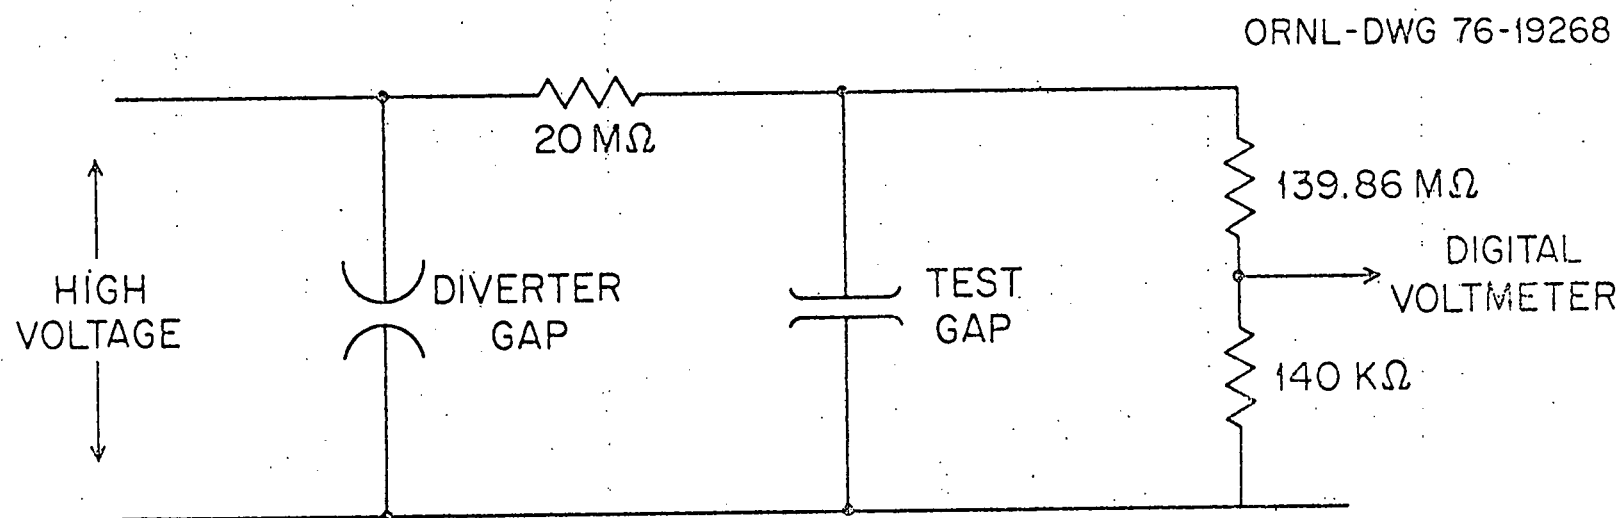 ORNL-DWG 76-19268
20 MΩ
139.86 MΩ
DIGITAL
VOLTMETER
HIGH
VOLTAGE
DIVERTER
GAP
TEST
GAP
140 KΩ